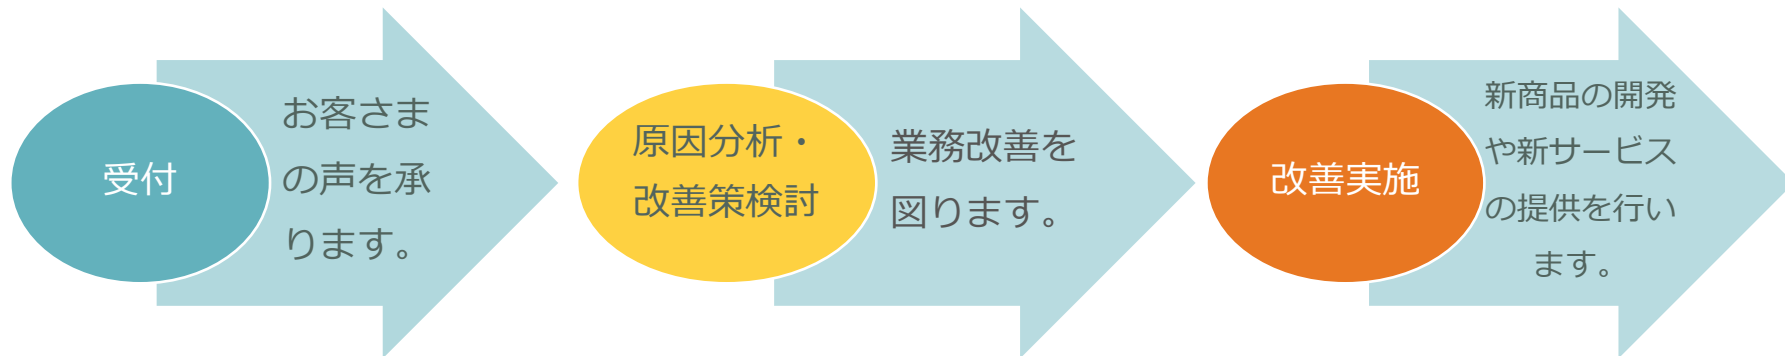 受付
お客さま
の声を承
ります。
原因分析・
改善策検討
業務改善を
図ります。
改善実施
新商品の開発
や新サービス
の提供を行い
ます。